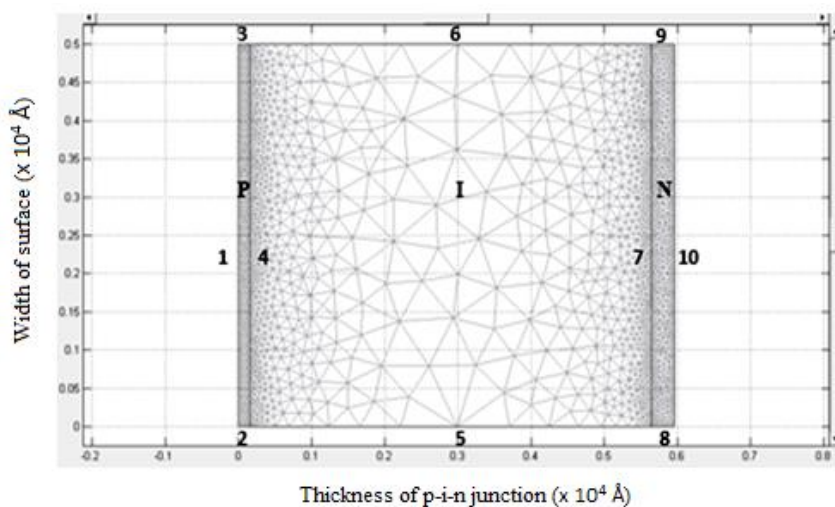 3 6 9
0.5
0.45
0.4
0.35
0.3
0.25
0.2
0.15
0.1
0.05
0
P I N
1 4 7 10
2 5 8
-0.2 -0.1 0 0.1 0.2 0.3 0.4 0.5 0.6 0.7 0.8
Width of surface (x 10⁴ Å)
Thickness of p-i-n junction (x 10⁴ Å)